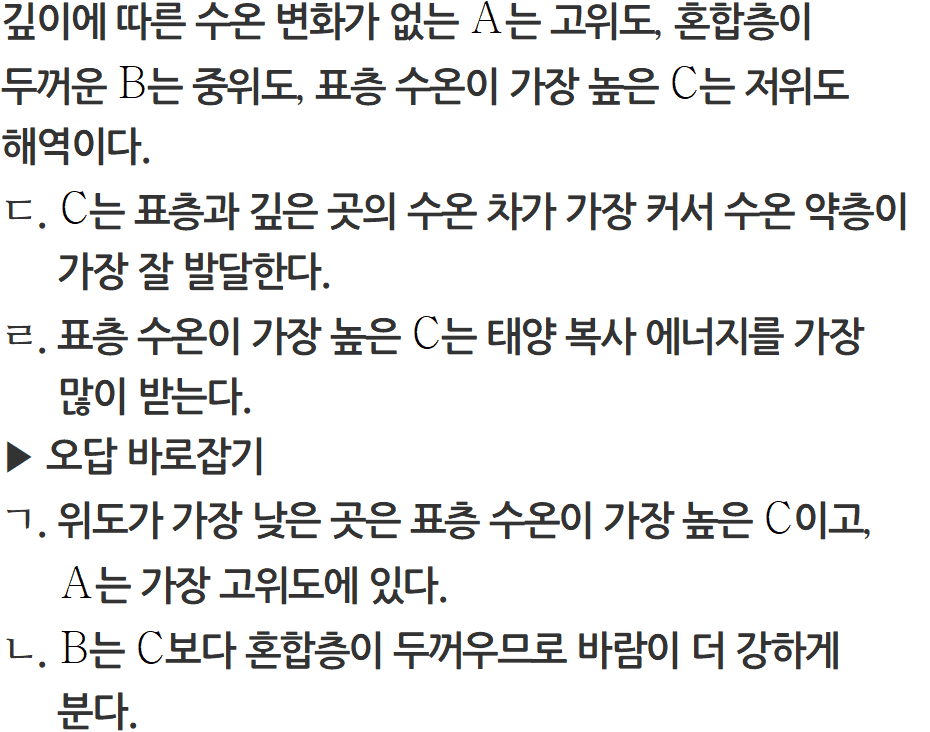 깊이에 따른 수온 변화가 없는 A는 고위도, 혼합층이
두꺼운 B는 중위도, 표층 수온이 가장 높은 C는 저위도
해역이다.
ㄷ. C는 표층과 깊은 곳의 수온 차가 가장 커서 수온 약층이
가장 잘 발달한다.
ㄹ. 표층 수온이 가장 높은 C는 태양 복사 에너지를 가장
많이 받는다.
▶ 오답 바로잡기
ㄱ. 위도가 가장 낮은 곳은 표층 수온이 가장 높은 C이고,
A는 가장 고위도에 있다.
ㄴ. B는 C보다 혼합층이 두꺼우므로 바람이 더 강하게
분다.